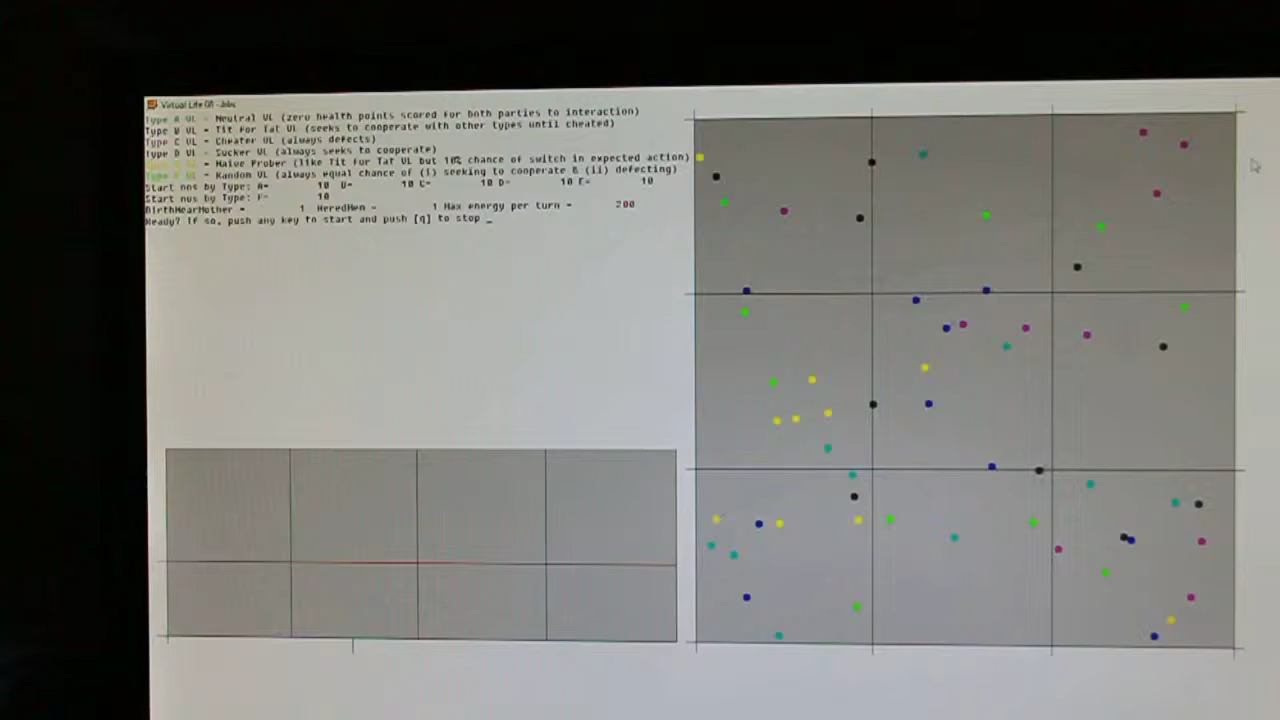 Virtual Life 08 - Jobs
Type A VL - Neutral VL (zero health points scored for both parties to interaction)
Type B VL - Tit for Tat VL (seeks to cooperate with other types until cheated)
Type C VL - Cheater VL (always defects)
Type D VL - Sucker VL (always seeks to cooperate)
Type E VL - Naive Prober (like Tit for Tat VL but 10% chance of switch in expected action)
Type F VL - Random VL (always equal chance of (i) seeking to cooperate & (ii) defecting)
Start nos by Type: A= 10 B= 10 C= 10 D= 10 E= 10
Start nos by Type: F= 10
BirthNearMother = 1 HeredMem = 1 Max energy per turn = 200
Ready? If so, push any key to start and push [q] to stop _